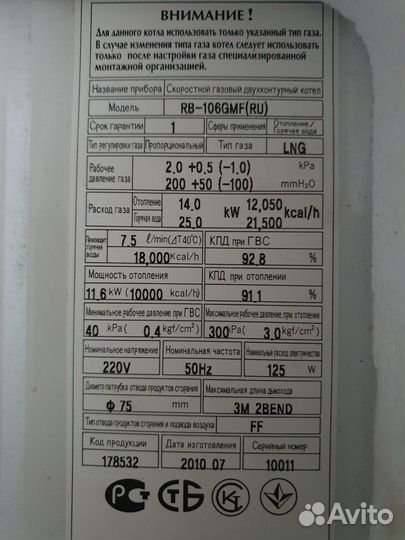 ВНИМАНИЕ !
Для данного котла использовать только указанный тип газа.
В случае изменения типа газа котел следует использовать
только после настройки газа специализированной
монтажной организацией.
Название прибора Скоростной газовый двухконтурный котел
Модель RB-106GMF(RU)
Срок гарантии 1 Сферы применения Отопление/Горячая вода
Тип регулировки газа Пропорциональный Тип газа LNG
Рабочее давление газа 2,0 +0,5 (-1,0) kPa
200 +50 (-100) mmH2O
Расход газа Отопление 14,0 kW 12,050 kcal/h
Горячая вода 25,0 21,500
Производит. горячей воды 7,5 ℓ/min(ΔT40℃) КПД при ГВС
18,000 Kcal/h 92,8 %
Мощность отопления КПД при отоплении
11,6 kW (10000 kcal/h) 91,1 %
Минимальное рабочее давление при ГВС Максимальное рабочее давление при отоплении
40 kPa( 0,4 kgf/cm²) 300 kPa( 3,0 kgf/cm²)
Номинальное напряжение Номинальная частота Номинальный расход электричества
220V 50Hz 125 W
Диаметр патрубка отвода продуктов сгорания Максимальная длина дымохода
Φ 75 mm 3M 2BEND
Тип отвода продуктов сгорания и подвода воздуха FF
Код продукции Дата изготовления Серийный номер
178532 2010 07 10011
Avito